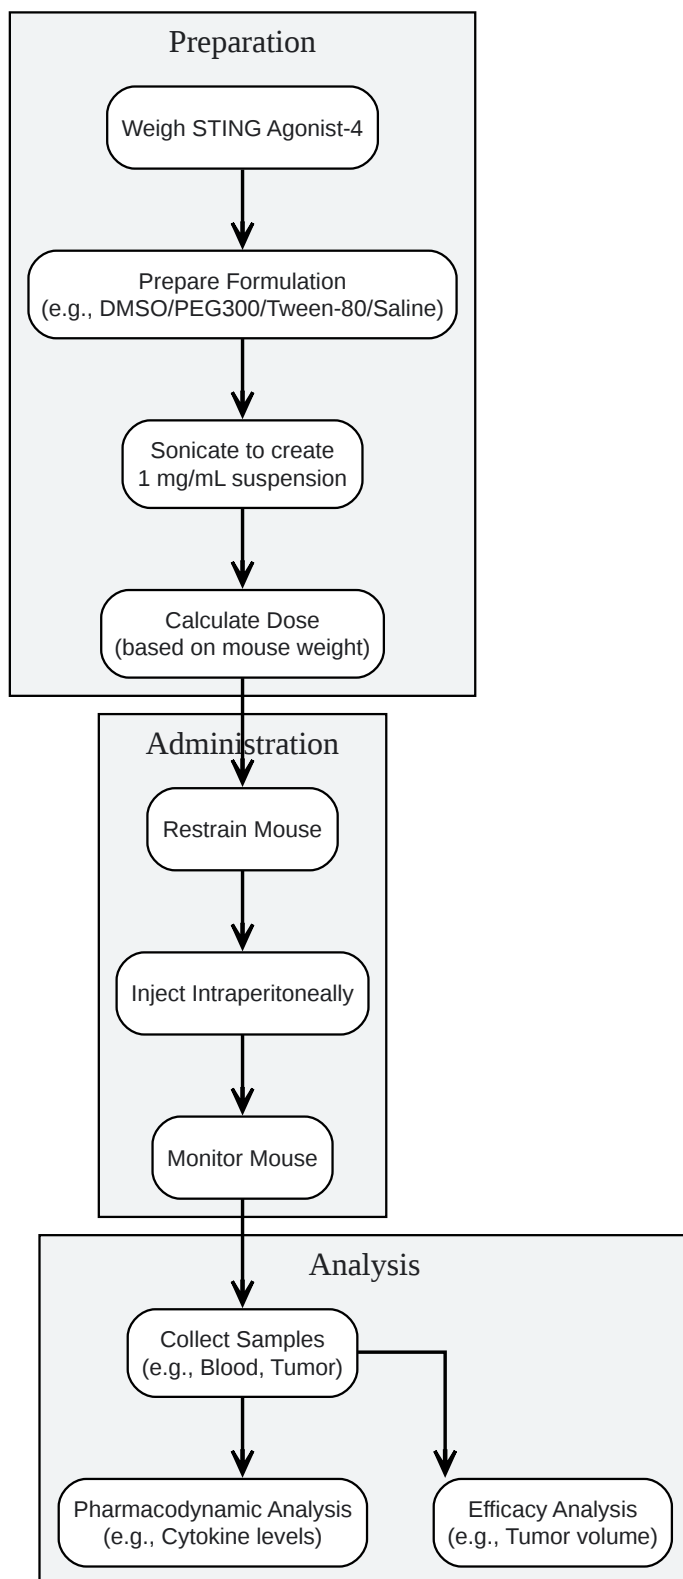 Preparation
Weigh STING Agonist-4
Prepare Formulation
(e.g., DMSO/PEG300/Tween-80/Saline)
Sonicate to create
1 mg/mL suspension
Calculate Dose
(based on mouse weight)
Administration
Restrain Mouse
Inject Intraperitoneally
Monitor Mouse
Analysis
Collect Samples
(e.g., Blood, Tumor)
Pharmacodynamic Analysis
(e.g., Cytokine levels)
Efficacy Analysis
(e.g., Tumor volume)